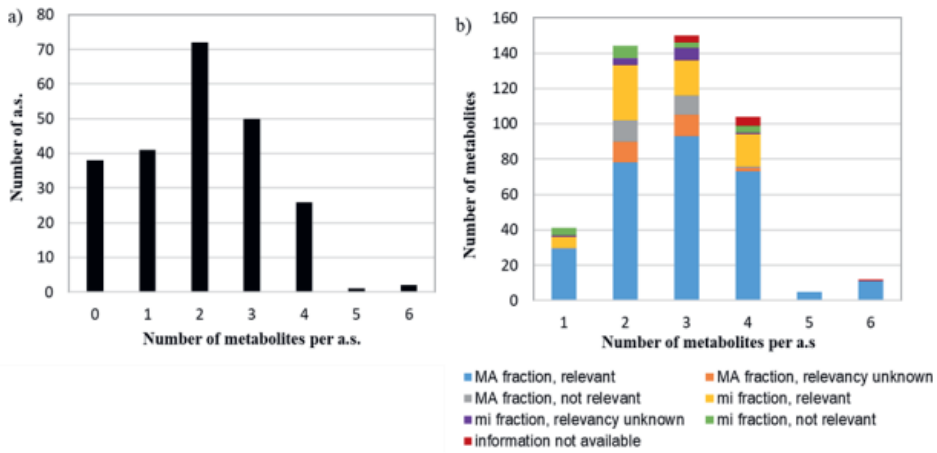 a)
Number of a.s.
80
70
60
50
40
30
20
10
0
0 1 2 3 4 5 6
Number of metabolites per a.s.
b)
Number of metabolites
160
140
120
100
80
60
40
20
0
1 2 3 4 5 6
Number of metabolites per a.s
MA fraction, relevant
MA fraction, relevancy unknown
MA fraction, not relevant
mi fraction, relevant
mi fraction, relevancy unknown
mi fraction, not relevant
information not available